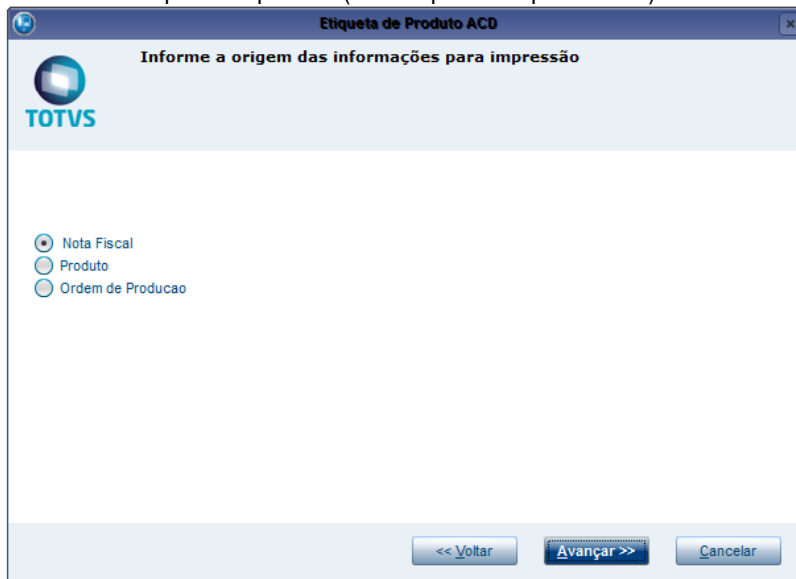 Etiqueta de Produto ACD
Informe a origem das informações para impressão
TOTVS
Nota Fiscal
Produto
Ordem de Producao
<< Voltar
Avançar >>
Cancelar